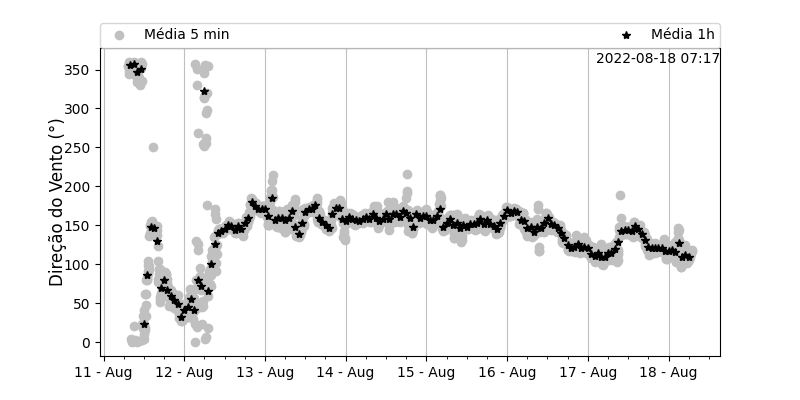 Média 5 min
Média 1h
2022-08-18 07:17
Direção do Vento (°)
350
300
250
200
150
100
50
0
11 - Aug
12 - Aug
13 - Aug
14 - Aug
15 - Aug
16 - Aug
17 - Aug
18 - Aug